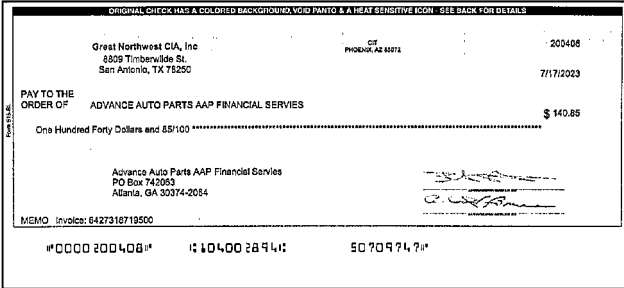 ORIGINAL CHECK HAS A COLORED BACKGROUND, VOID PANTO & A HEAT SENSITIVE ICON - SEE BACK FOR DETAILS
Great Northwest CIA, Inc
8809 Timberwilde St.
San Antonio, TX 78250
CIT
PHOENIX, AZ 85072
200408
7/17/2023
PAY TO THE
ORDER OF ADVANCE AUTO PARTS AAP FINANCIAL SERVIES
$ 140.85
One Hundred Forty Dollars and 85/100 ****************************
Advance Auto Parts AAP Financial Servies
PO Box 742063
Atlanta, GA 30374-2064
MEMO Invoice: 6427318719500
⑈0000200408⑈ ⑆104002894⑆ 50709747⑈